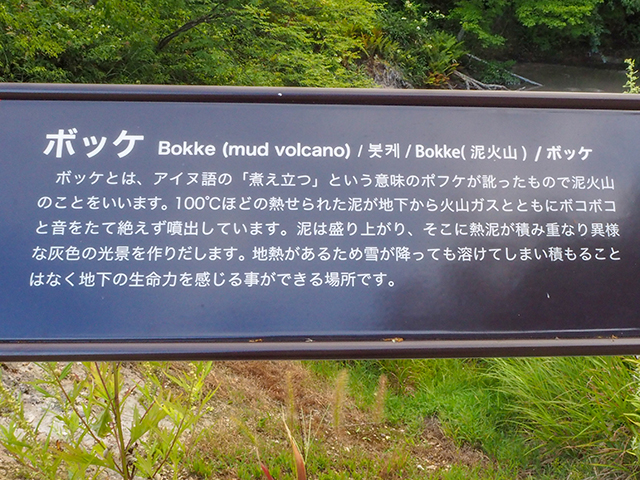 ボッケ Bokke (mud volcano) / 봇케 / Bokke( 泥火山 ) / ボッケ
ボッケとは、アイヌ語の「煮え立つ」という意味のポフケが訛ったもので泥火山
のことをいいます。100℃ほどの熱せられた泥が地下から火山ガスとともにボコボコ
と音をたて絶えず噴出しています。泥は盛り上がり、そこに熱泥が積み重なり異様
な灰色の光景を作りだします。地熱があるため雪が降っても溶けてしまい積もること
はなく地下の生命力を感じる事ができる場所です。